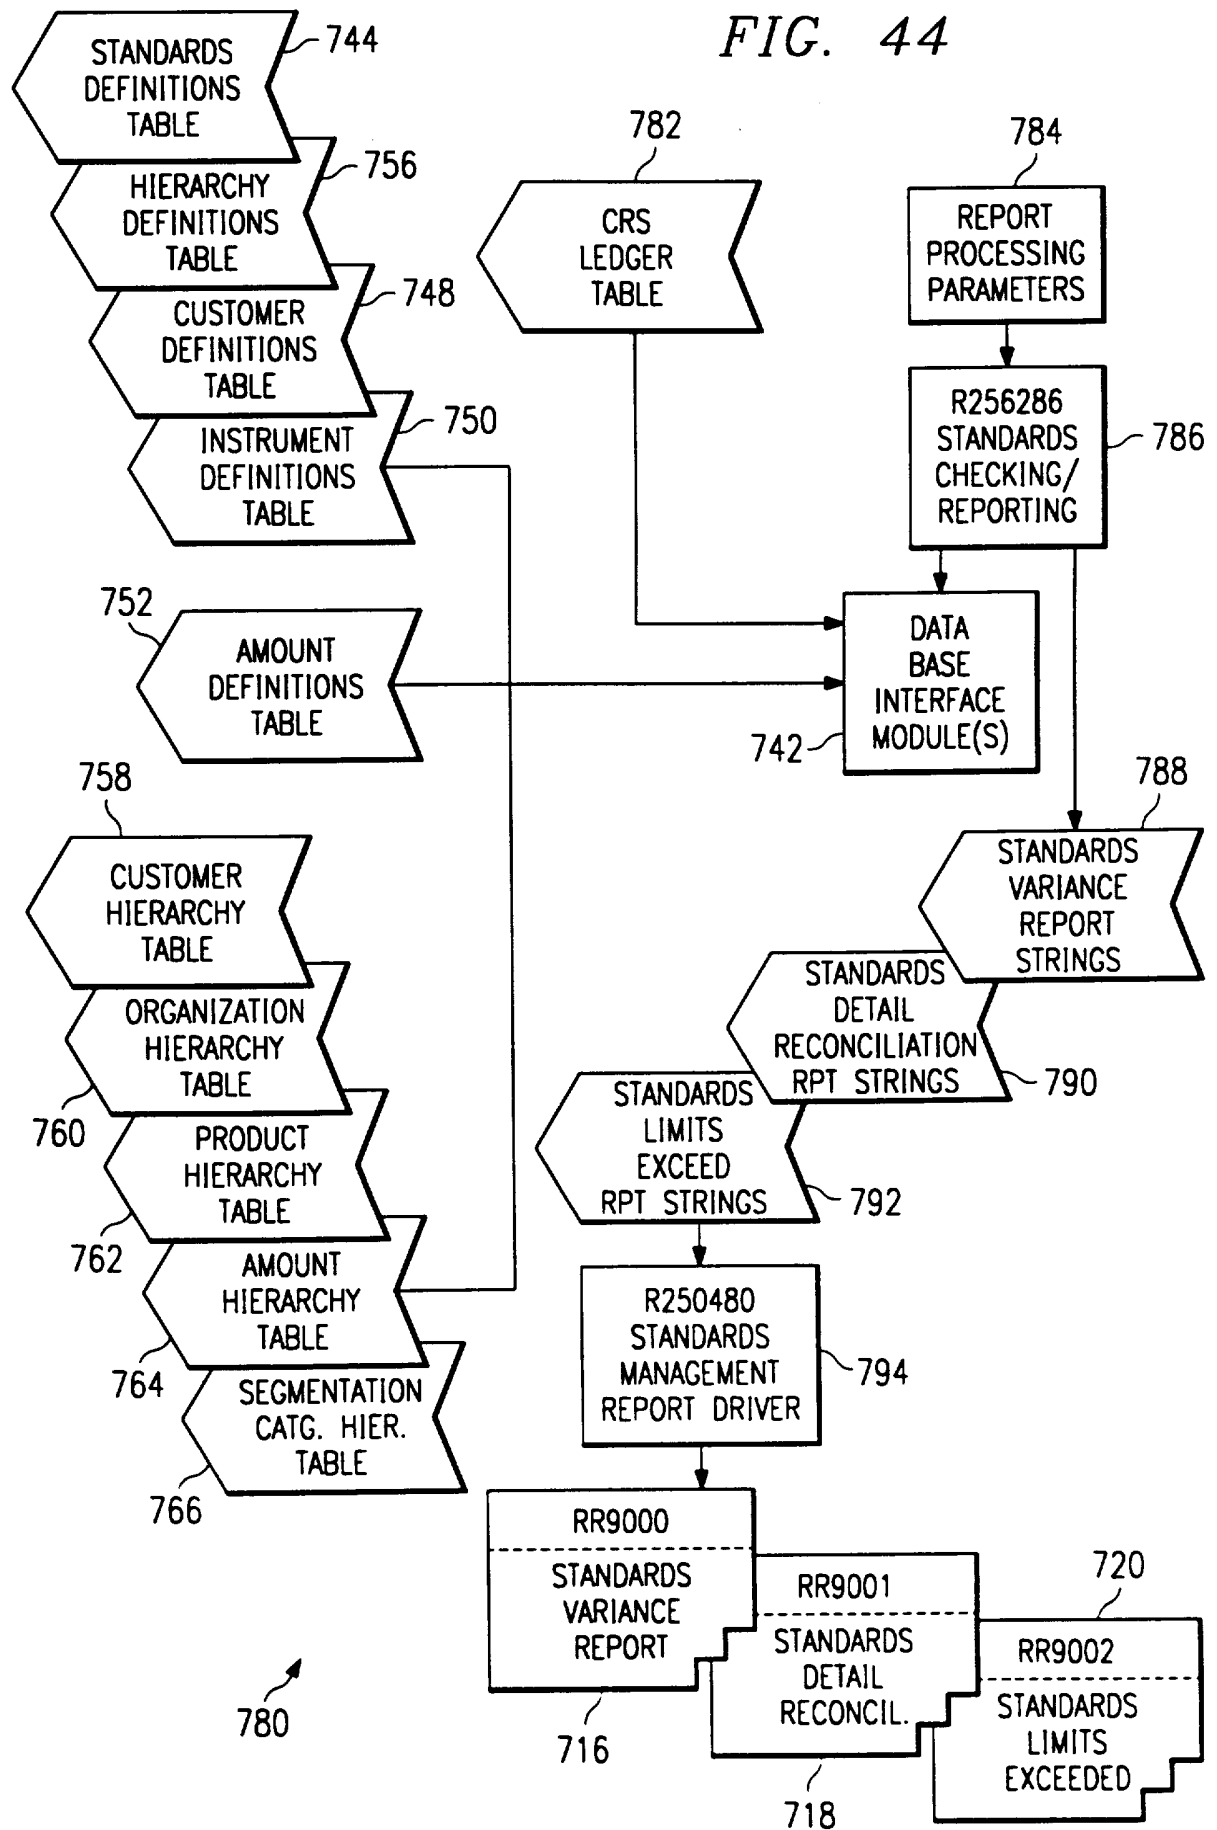 FIG. 44
744
STANDARDS
DEFINITIONS
TABLE
756
HIERARCHY
DEFINITIONS
TABLE
748
CUSTOMER
DEFINITIONS
TABLE
750
INSTRUMENT
DEFINITIONS
TABLE
782
CRS
LEDGER
TABLE
784
REPORT
PROCESSING
PARAMETERS
R256286
STANDARDS
CHECKING/
REPORTING
786
752
AMOUNT
DEFINITIONS
TABLE
DATA
BASE
INTERFACE
MODULE(S)
742
758
CUSTOMER
HIERARCHY
TABLE
ORGANIZATION
HIERARCHY
TABLE
760
PRODUCT
HIERARCHY
TABLE
762
AMOUNT
HIERARCHY
TABLE
764
SEGMENTATION
CATG. HIER.
TABLE
766
788
STANDARDS
VARIANCE
REPORT
STRINGS
STANDARDS
DETAIL
RECONCILIATION
RPT STRINGS
790
STANDARDS
LIMITS
EXCEED
RPT STRINGS
792
R250480
STANDARDS
MANAGEMENT
REPORT DRIVER
794
RR9000
STANDARDS
VARIANCE
REPORT
716
RR9001
STANDARDS
DETAIL
RECONCIL.
718
720
RR9002
STANDARDS
LIMITS
EXCEEDED
780